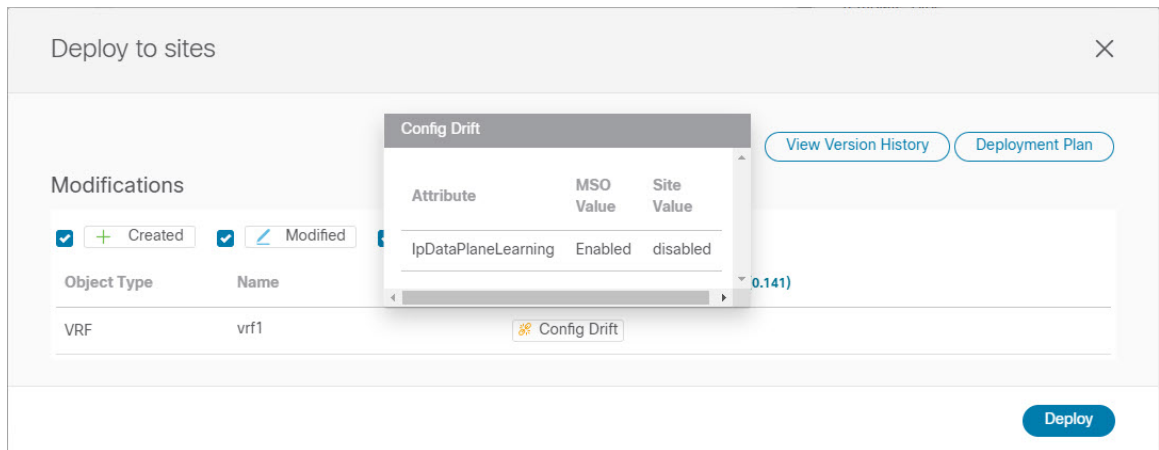 Deploy to sites
Config Drift
View Version History
Deployment Plan
Attribute
MSO
Value
Site
Value
Modifications
Created
Modified
IpDataPlaneLearning Enabled disabled
Object Type
Name
0.141)
VRF
vrf1
Config Drift
Deploy